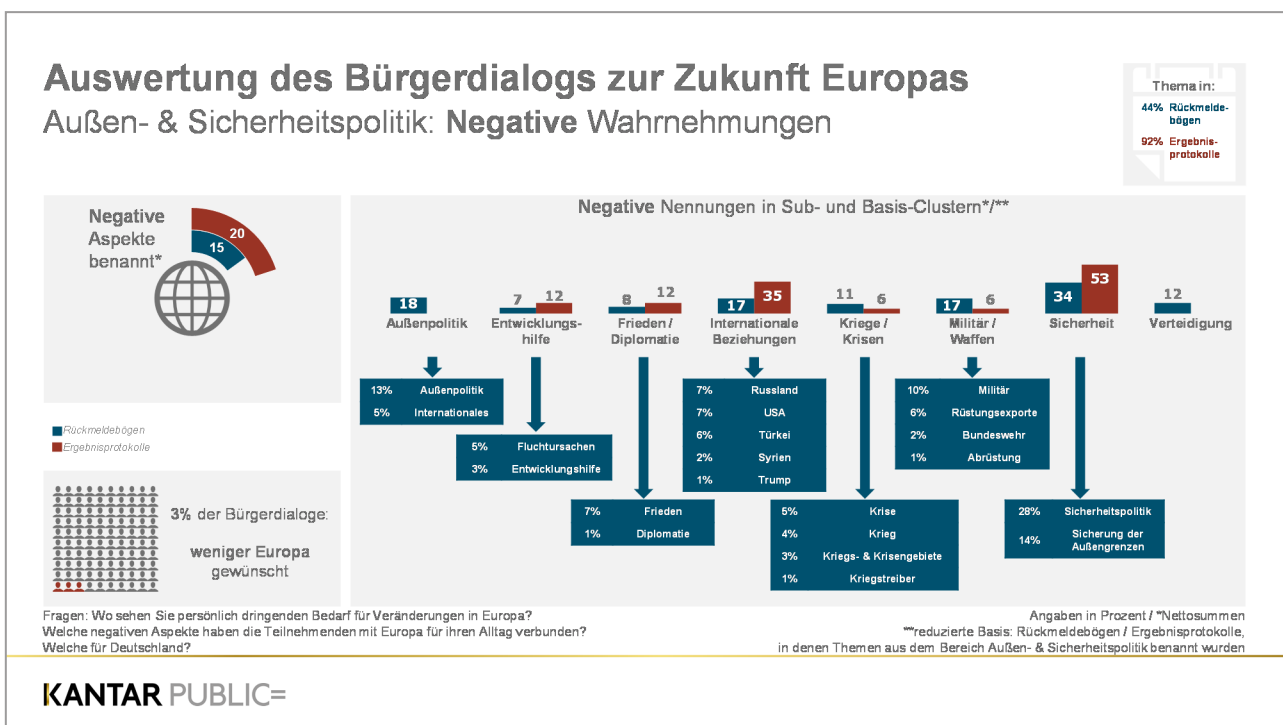 Auswertung des Bürgerdialogs zur Zukunft Europas
Außen- & Sicherheitspolitik: Negative Wahrnehmungen
Thema in:
44% Rückmelde-
bögen
92% Ergebnis-
protokolle
Negative
Aspekte
benannt*
20
15
Rückmeldebögen
Ergebnisprotokolle
3% der Bürgerdialoge:
weniger Europa
gewünscht
Negative Nennungen in Sub- und Basis-Clustern*/**
18
Außenpolitik
7 12
Entwicklungs-
hilfe
8 12
Frieden /
Diplomatie
17 35
Internationale
Beziehungen
11 6
Kriege /
Krisen
17 6
Militär /
Waffen
34 53
Sicherheit
12
Verteidigung
13% Außenpolitik
5% Internationales
5% Fluchtursachen
3% Entwicklungshilfe
7% Frieden
1% Diplomatie
7% Russland
7% USA
6% Türkei
2% Syrien
1% Trump
5% Krise
4% Krieg
3% Kriegs- & Krisengebiete
1% Kriegstreiber
10% Militär
6% Rüstungsexporte
2% Bundeswehr
1% Abrüstung
28% Sicherheitspolitik
14% Sicherung der
Außengrenzen
Fragen: Wo sehen Sie persönlich dringenden Bedarf für Veränderungen in Europa?
Welche negativen Aspekte haben die Teilnehmenden mit Europa für ihren Alltag verbunden?
Welche für Deutschland?
Angaben in Prozent / *Nettosummen
**reduzierte Basis: Rückmeldebögen / Ergebnisprotokolle,
in denen Themen aus dem Bereich Außen- & Sicherheitspolitik benannt wurden
KANTAR PUBLIC=